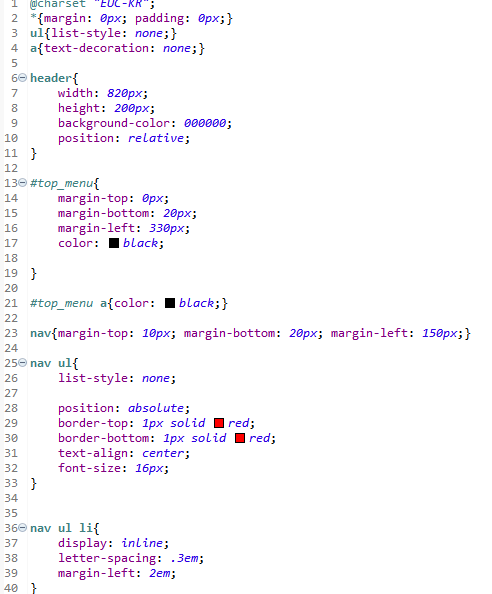 1 @charset "EUC-KR";
2 *{margin: 0px; padding: 0px;}
3 ul{list-style: none;}
4 a{text-decoration: none;}
5
6 header{
7 width: 820px;
8 height: 200px;
9 background-color: 000000;
10 position: relative;
11 }
12
13 #top_menu{
14 margin-top: 0px;
15 margin-bottom: 20px;
16 margin-left: 330px;
17 color: black;
18
19 }
20
21 #top_menu a{color: black;}
22
23 nav{margin-top: 10px; margin-bottom: 20px; margin-left: 150px;}
24
25 nav ul{
26 list-style: none;
27
28 position: absolute;
29 border-top: 1px solid red;
30 border-bottom: 1px solid red;
31 text-align: center;
32 font-size: 16px;
33 }
34
35
36 nav ul li{
37 display: inline;
38 letter-spacing: .3em;
39 margin-left: 2em;
40 }